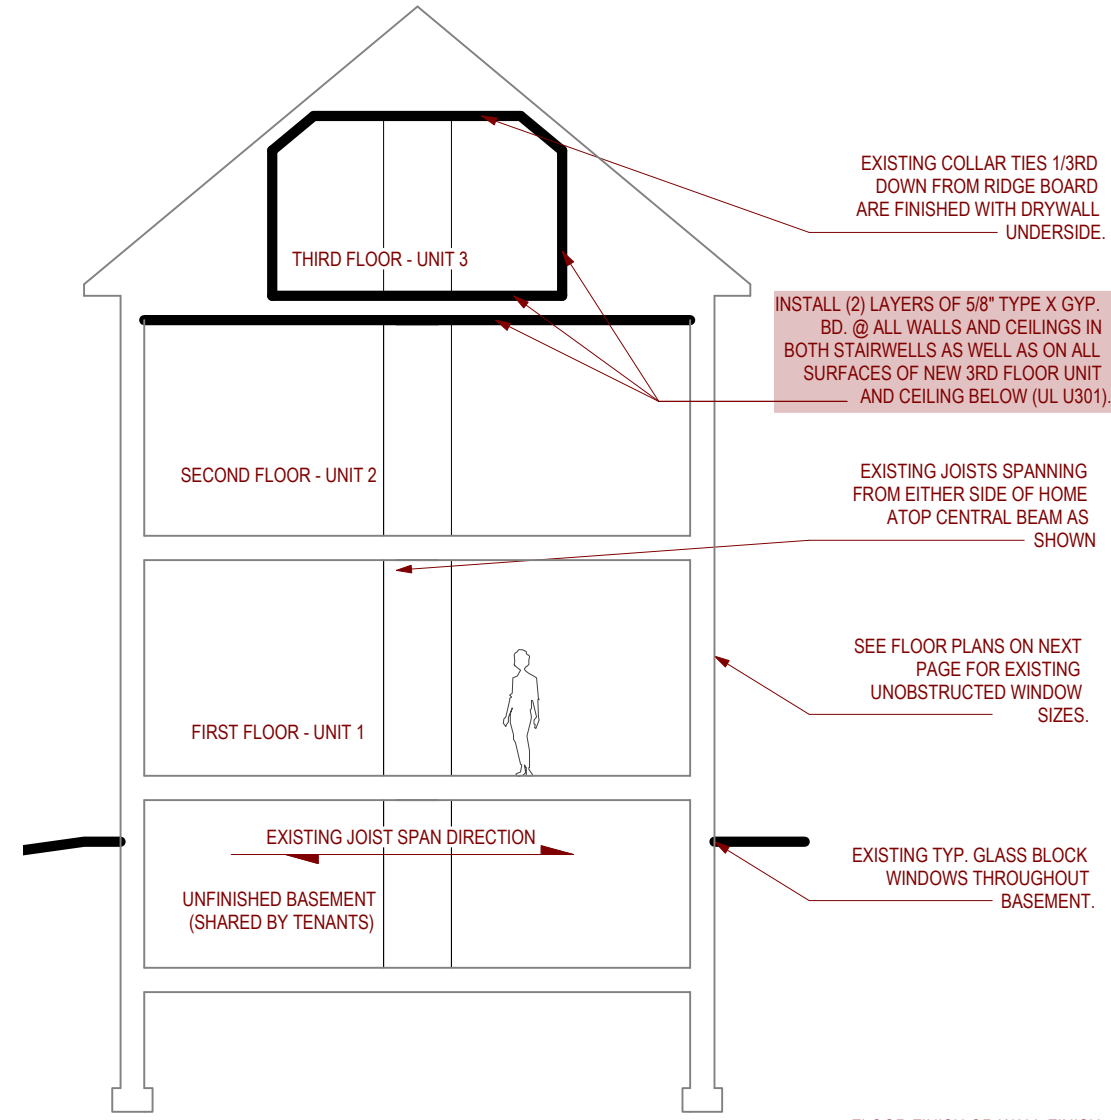 EXISTING COLLAR TIES 1/3RD
DOWN FROM RIDGE BOARD
ARE FINISHED WITH DRYWALL
UNDERSIDE.
THIRD FLOOR - UNIT 3
INSTALL (2) LAYERS OF 5/8" TYPE X GYP.
BD. @ ALL WALLS AND CEILINGS IN
BOTH STAIRWELLS AS WELL AS ON ALL
SURFACES OF NEW 3RD FLOOR UNIT
AND CEILING BELOW (UL U301).
SECOND FLOOR - UNIT 2
EXISTING JOISTS SPANNING
FROM EITHER SIDE OF HOME
ATOP CENTRAL BEAM AS
SHOWN
SEE FLOOR PLANS ON NEXT
PAGE FOR EXISTING
UNOBSTRUCTED WINDOW
SIZES.
FIRST FLOOR - UNIT 1
EXISTING JOIST SPAN DIRECTION
EXISTING TYP. GLASS BLOCK
WINDOWS THROUGHOUT
BASEMENT.
UNFINISHED BASEMENT
(SHARED BY TENANTS)